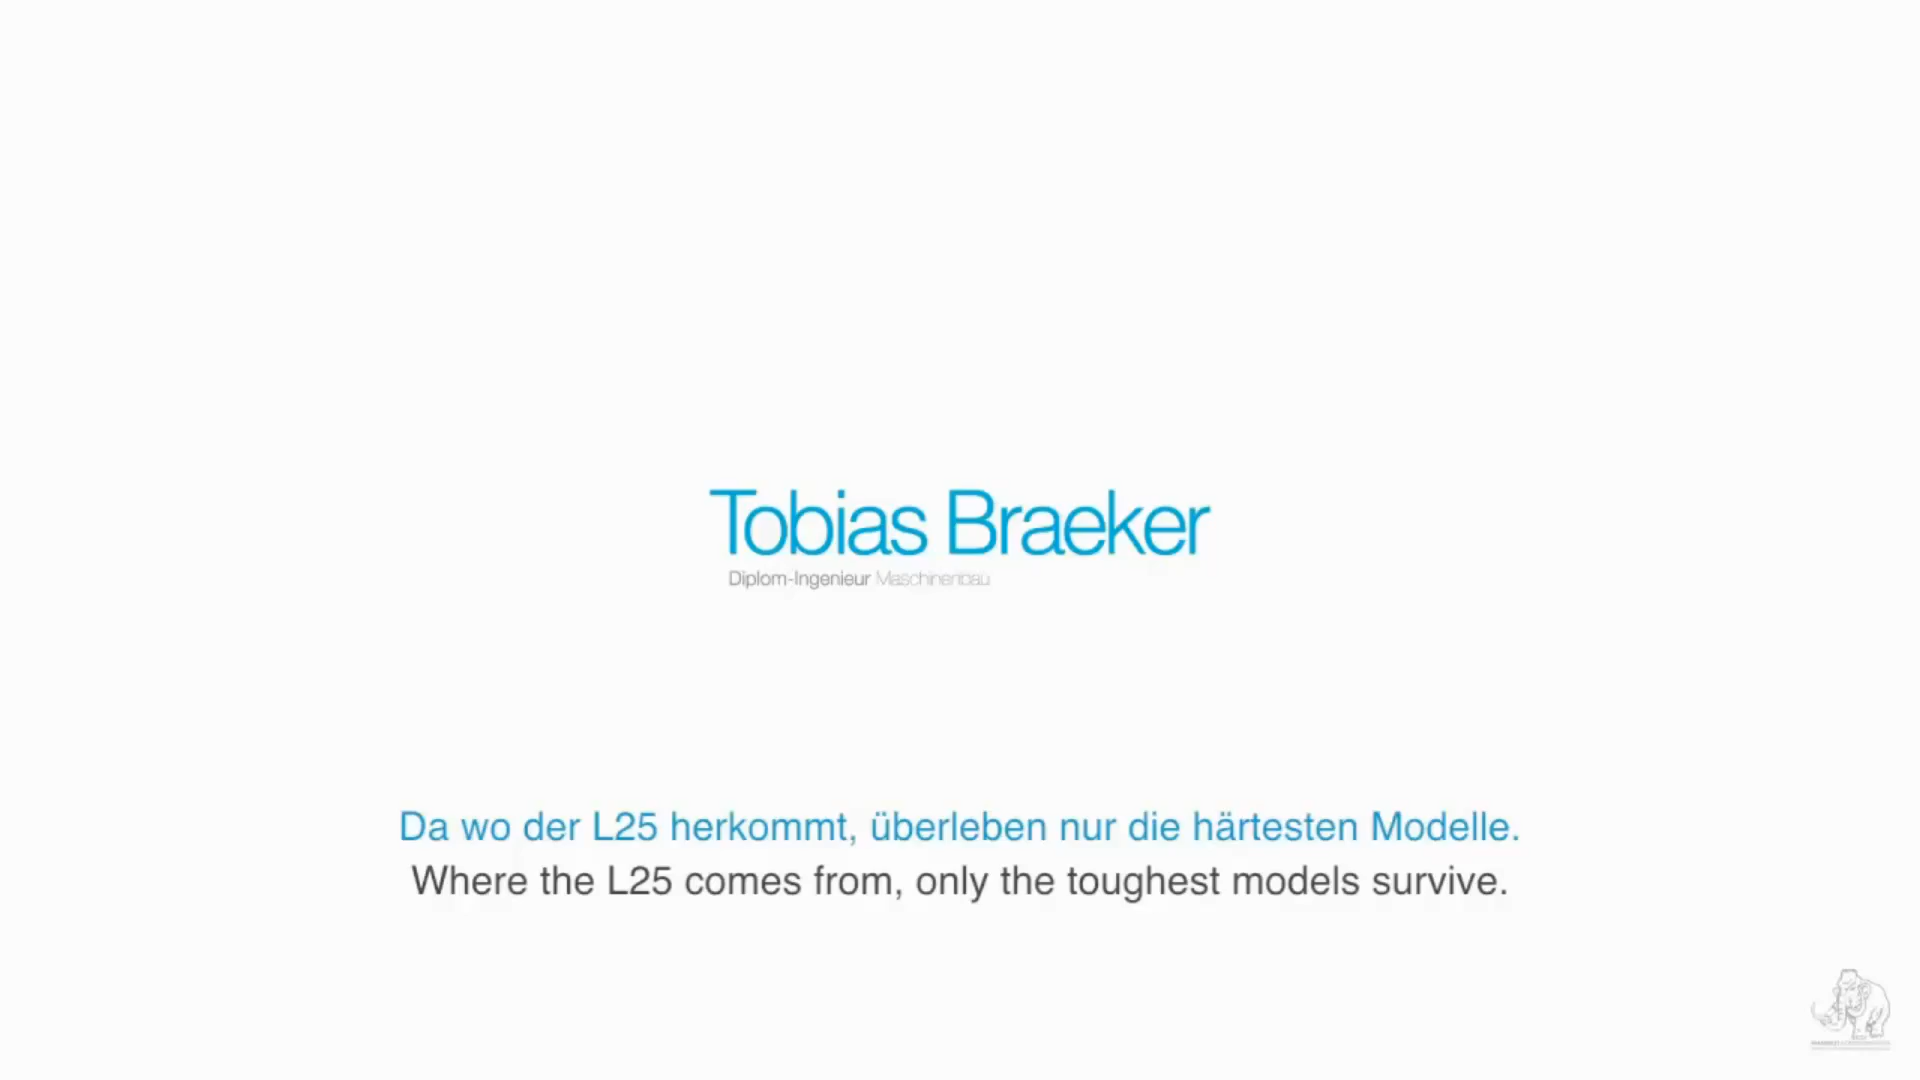 Tobias Braeker
Diplom-Ingenieur Maschinenbau
Da wo der L25 herkommt, überleben nur die härtesten Modelle.
Where the L25 comes from, only the toughest models survive.